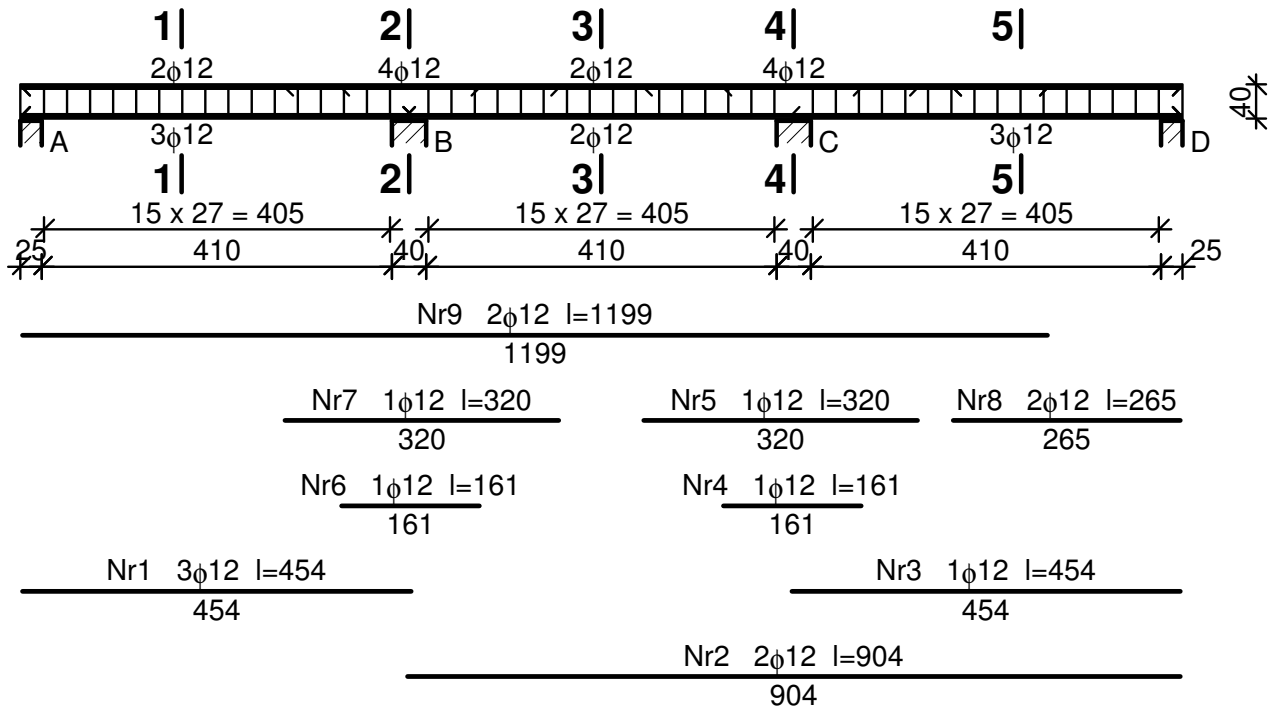 1 2 3 4 5
2ϕ12 4ϕ12 2ϕ12 4ϕ12
40
A B C D
3ϕ12 2ϕ12 3ϕ12
1 2 3 4 5
15 x 27 = 405 15 x 27 = 405 15 x 27 = 405
25 410 40 410 40 410 25
Nr9 2ϕ12 l=1199
1199
Nr7 1ϕ12 l=320 Nr5 1ϕ12 l=320 Nr8 2ϕ12 l=265
320 320 265
Nr6 1ϕ12 l=161 Nr4 1ϕ12 l=161
161 161
Nr1 3ϕ12 l=454 Nr3 1ϕ12 l=454
454 454
Nr2 2ϕ12 l=904
904